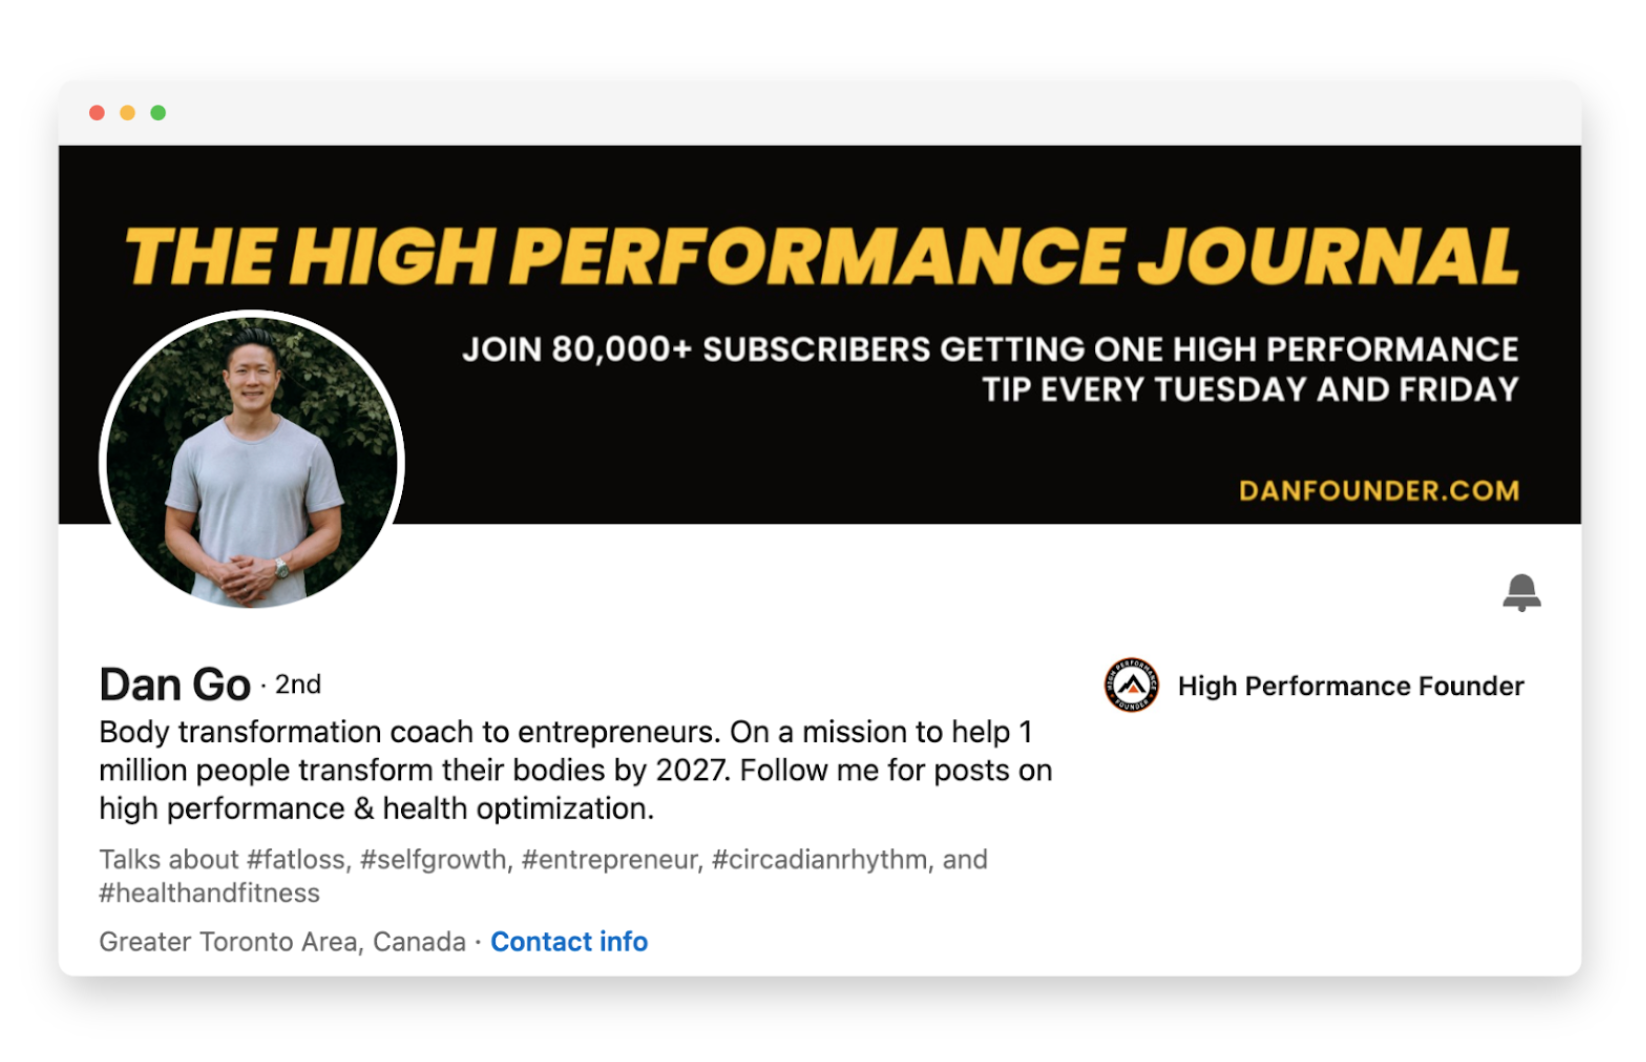 THE HIGH PERFORMANCE JOURNAL
JOIN 80,000+ SUBSCRIBERS GETTING ONE HIGH PERFORMANCE
TIP EVERY TUESDAY AND FRIDAY
DANFOUNDER.COM
Dan Go · 2nd
HIGH PERFORMANCE
FOUNDER
High Performance Founder
Body transformation coach to entrepreneurs. On a mission to help 1
million people transform their bodies by 2027. Follow me for posts on
high performance & health optimization.
Talks about #fatloss, #selfgrowth, #entrepreneur, #circadianrhythm, and
#healthandfitness
Greater Toronto Area, Canada · Contact info